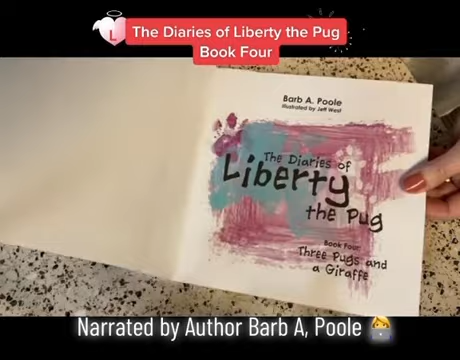 The Diaries of Liberty the Pug
Book Four
Barb A. Poole
Illustrated by Jeff West
The Diaries of
Liberty
the Pug
Book Four:
Three Pugs and
a Giraffe
Narrated by Author Barb A, Poole
L